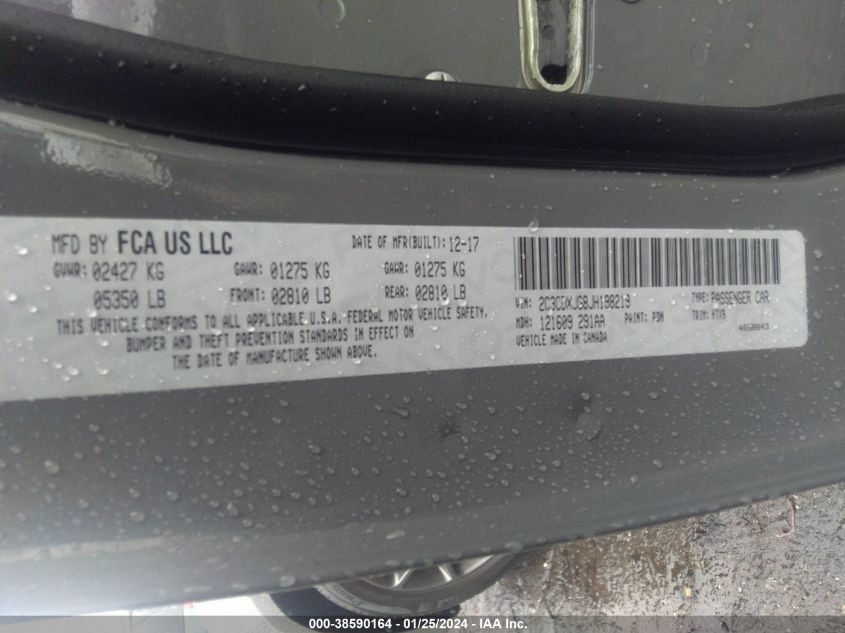 MFD BY FCA US LLC
DATE OF MFR(BUILT): 12-17
GVWR: 02427 KG
GAWR: 01275 KG
GAWR: 01275 KG
05350 LB
FRONT: 02810 LB
REAR: 02810 LB
THIS VEHICLE CONFORMS TO ALL APPLICABLE U.S.A. FEDERAL MOTOR VEHICLE SAFETY,
BUMPER AND THEFT PREVENTION STANDARDS IN EFFECT ON
THE DATE OF MANUFACTURE SHOWN ABOVE.
VIN: 
TYPE: PASSENGER CAR
MDH: 121609 291AA
PAINT: PDN
TRIM: HTX9
VEHICLE MADE IN CANADA
000-38590164 - 01/25/2024 - IAA Inc.